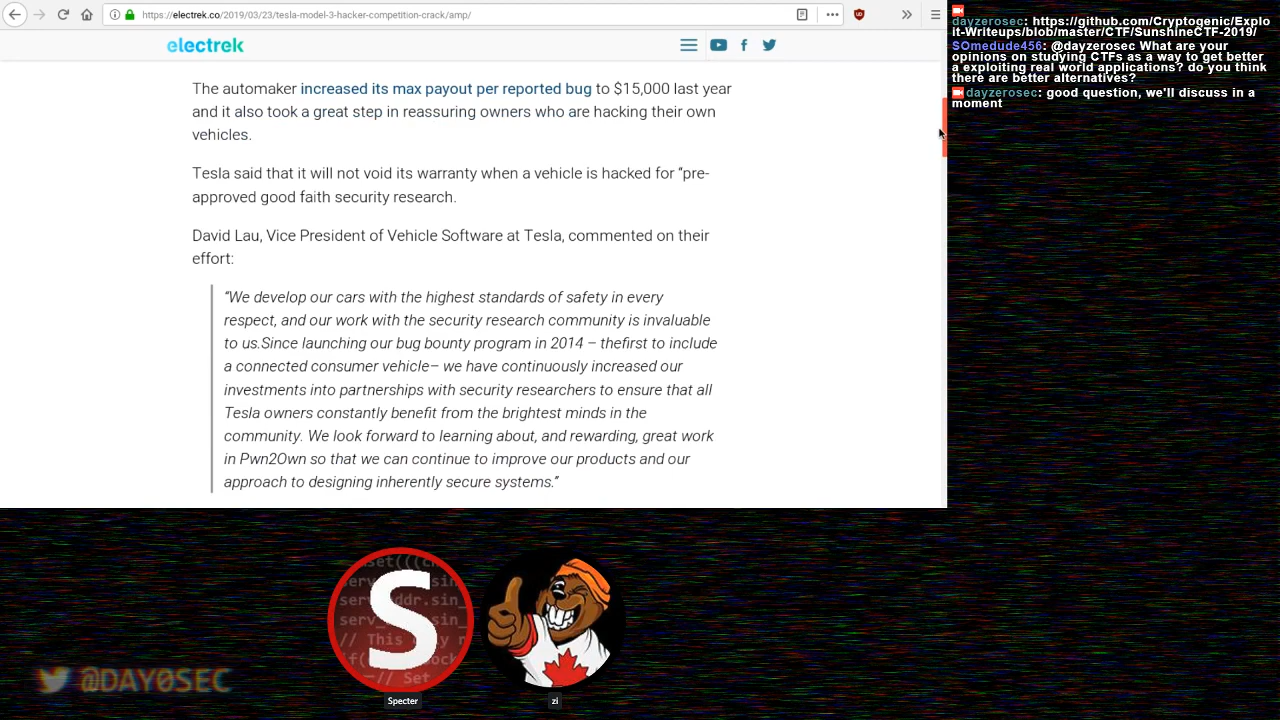 https://electrek.co/2019/03/23/tesla-model-3-hacker-competition-crack/amp/
electrek
The automaker increased its max payout per reported bug to $15,000 last year
and it also took a great step in reassuring owners who are hacking their own
vehicles.
Tesla said that it will not void its warranty when a vehicle is hacked for “pre-
approved good faith security research.
David Lau, Vice President of Vehicle Software at Tesla, commented on their
effort:
“We develop our cars with the highest standards of safety in every
respect, and our work with the security research community is invaluable
to us.Since launching our bug bounty program in 2014 – thefirst to include
a connected consumer vehicle– we have continuously increased our
investments into partnerships with security researchers to ensure that all
Tesla owners constantly benefit from the brightest minds in the
community. We look forward to learning about, and rewarding, great work
in Pwn2Own so that we can continue to improve our products and our
approach to designing inherently secure systems.”
dayzerosec: https://github.com/Cryptogenic/Explo
it-Writeups/blob/master/CTF/SunshineCTF-2019/
SOmedude456: @dayzerosec What are your
opinions on studying CTFs as a way to get better
a exploiting real world applications? do you think
there are better alternatives?
dayzerosec: good question, we'll discuss in a
moment
S
Specter
zi
@DAY0SEC